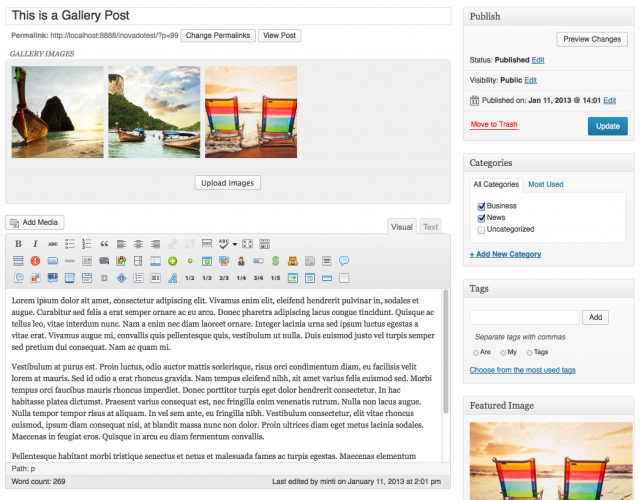 This is a Gallery Post
Permalink: http://localhost:8888/inovadotest/?p=99 Change Permalinks View Post
GALLERY IMAGES
Upload Images
Add Media
Visual Text
B I ABC
ABC
1/2 1/3 2/3 1/4 3/4 1/5
Lorem ipsum dolor sit amet, consectetur adipiscing elit. Vivamus enim elit, eleifend hendrerit pulvinar in, sodales et
augue. Curabitur sed felis a erat semper ornare ac eu arcu. Donec pharetra adipiscing lacus congue tincidunt. Quisque ac
tellus leo, vitae interdum nunc. Nam a enim nec diam laoreet ornare. Integer lacinia urna sed ipsum luctus egestas a
vitae erat. Vivamus augue mi, convallis quis pellentesque quis, vestibulum ut nulla. Duis euismod justo vel turpis semper
sed pretium dui consequat. Nam ac quam mi.
Vestibulum at purus est. Proin luctus, odio auctor mattis scelerisque, risus orci condimentum diam, eu facilisis velit
lorem at mauris. Sed id odio a erat rhoncus gravida. Nam tempus eleifend nibh, sit amet varius felis euismod sed. Morbi
tempus orci faucibus mauris rhoncus imperdiet. Donec nec porttitor turpis eget dolor hendrerit consectetur. In hac
habitasse platea dictumst. Praesent varius consequat est, nec fringilla enim venenatis rutrum. Nulla non lacus augue.
Nulla tempor tempor risus at aliquam. In vel sem ante, eu fringilla nibh. Vestibulum consectetur, elit vitae rhoncus
euismod, ipsum diam consequat nisi, at blandit massa nunc non dolor. Proin ultrices diam eget metus lacinia sodales.
Maecenas in feugiat eros. Quisque in arcu eu diam fermentum convallis.
Pellentesque habitant morbi tristique senectus et netus et malesuada fames ac turpis egestas. Maecenas elementum
Path: p
Word count: 269 Last edited by minti on January 11, 2013 at 2:01 pm
Publish
Preview Changes
Status: Published Edit
Visibility: Public Edit
Published on: Jan 11, 2013 @ 14:01 Edit
Move to Trash Update
Categories
All Categories Most Used
Business
News
Uncategorized
+ Add New Category
Tags
Add
Separate tags with commas
Are My Tags
Choose from the most used tags
Featured Image